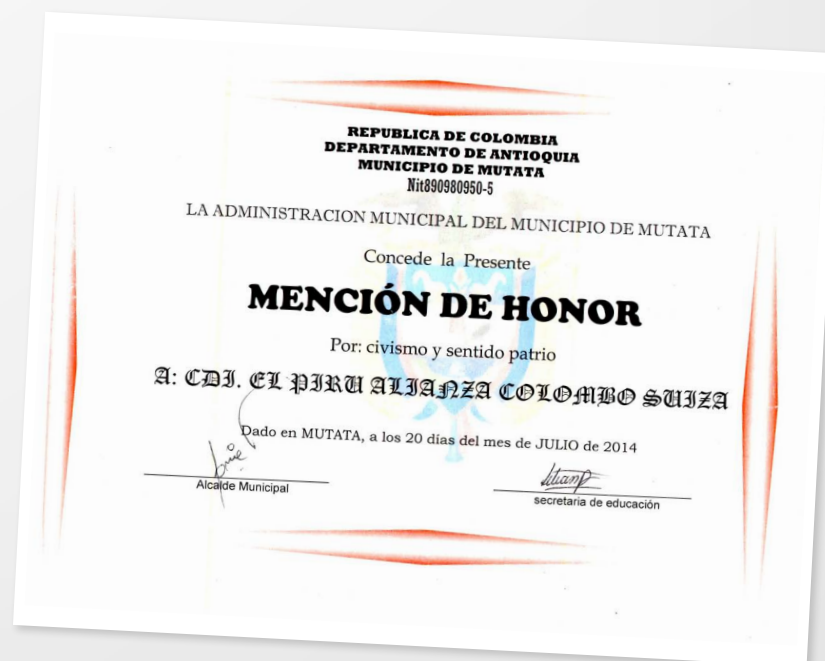 REPUBLICA DE COLOMBIA
DEPARTAMENTO DE ANTIOQUIA
MUNICIPIO DE MUTATA
Nit890980950-5
LA ADMINISTRACION MUNICIPAL DEL MUNICIPIO DE MUTATA
Concede la Presente
MENCIÓN DE HONOR
Por: civismo y sentido patrio
A: CDI. EL PIRU ALIANZA COLOMBO SUIZA
Dado en MUTATA, a los 20 días del mes de JULIO de 2014
Alcalde Municipal
secretaria de educación